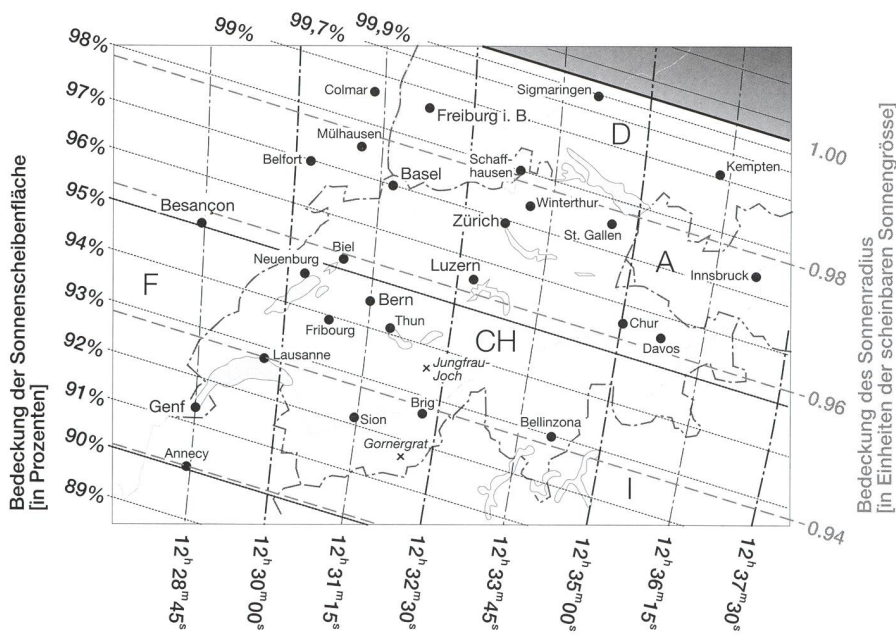 99% 99,7% 99,9%
98%
97%
96%
95%
94%
93%
92%
91%
90%
89%
Bedeckung der Sonnenscheibenfläche
[in Prozenten]
Colmar
Freiburg i. B.
Sigmaringen
D
Mülhausen
Belfort
Basel
Schaff-
hausen
Kempten
Winterthur
Besançon
Zürich
St. Gallen
Biel
Neuenburg
Luzern
A
Innsbruck
F
Bern
Fribourg
Thun
CH
Chur
Davos
Lausanne
Jungfrau-
Joch
Genf
Sion
Brig
Gornergrat
Bellinzona
Annecy
I
1.00
0.98
0.96
0.94
Bedeckung des Sonnenradius
[in Einheiten der scheinbaren Sonnengrösse]
12h 28m 45s
12h 30m 00s
12h 31m 15s
12h 32m 30s
12h 33m 45s
12h 35m 00s
12h 36m 15s
12h 37m 30s